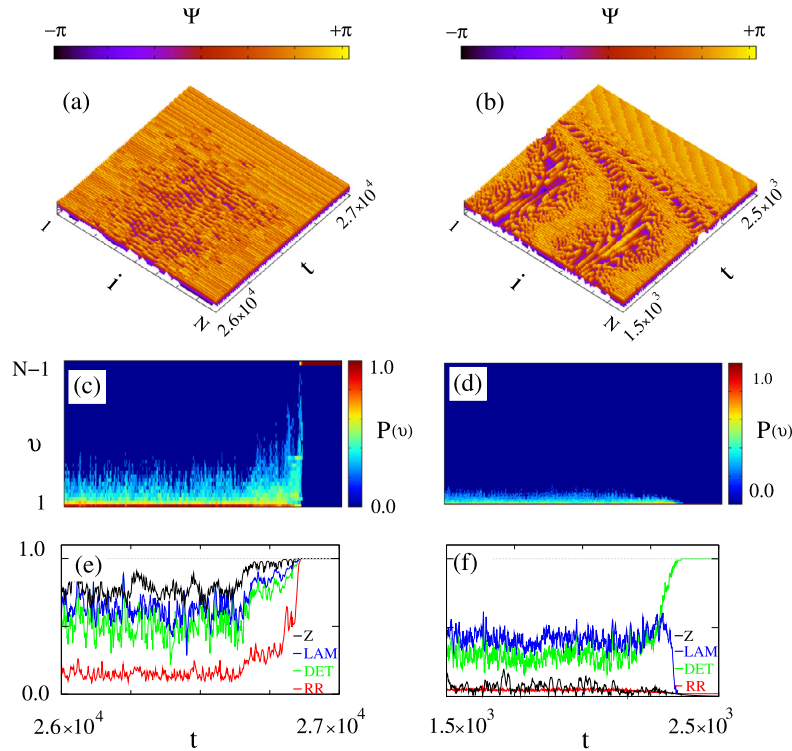 Ψ Ψ
−π +π −π +π
(a) (b)
1 i N 2.6×10⁴ t 2.7×10⁴
1 i N 1.5×10³ t 2.5×10³
N−1 (c) 1.0 (d) 1.0
υ P(υ) P(υ)
1 0.0 0.0
1.0 (e) (f)
Z Z
LAM LAM
DET DET
0.0 RR RR
2.6×10⁴ 2.7×10⁴ 1.5×10³ 2.5×10³
t t